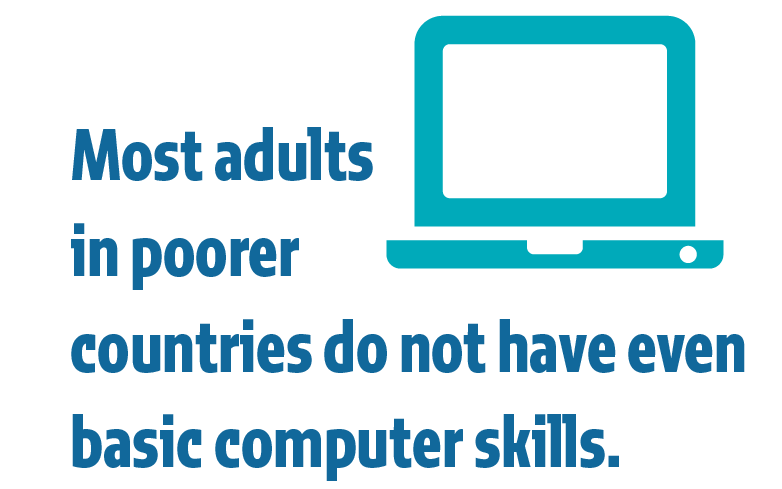 Most adults
in poorer
countries do not have even
basic computer skills.